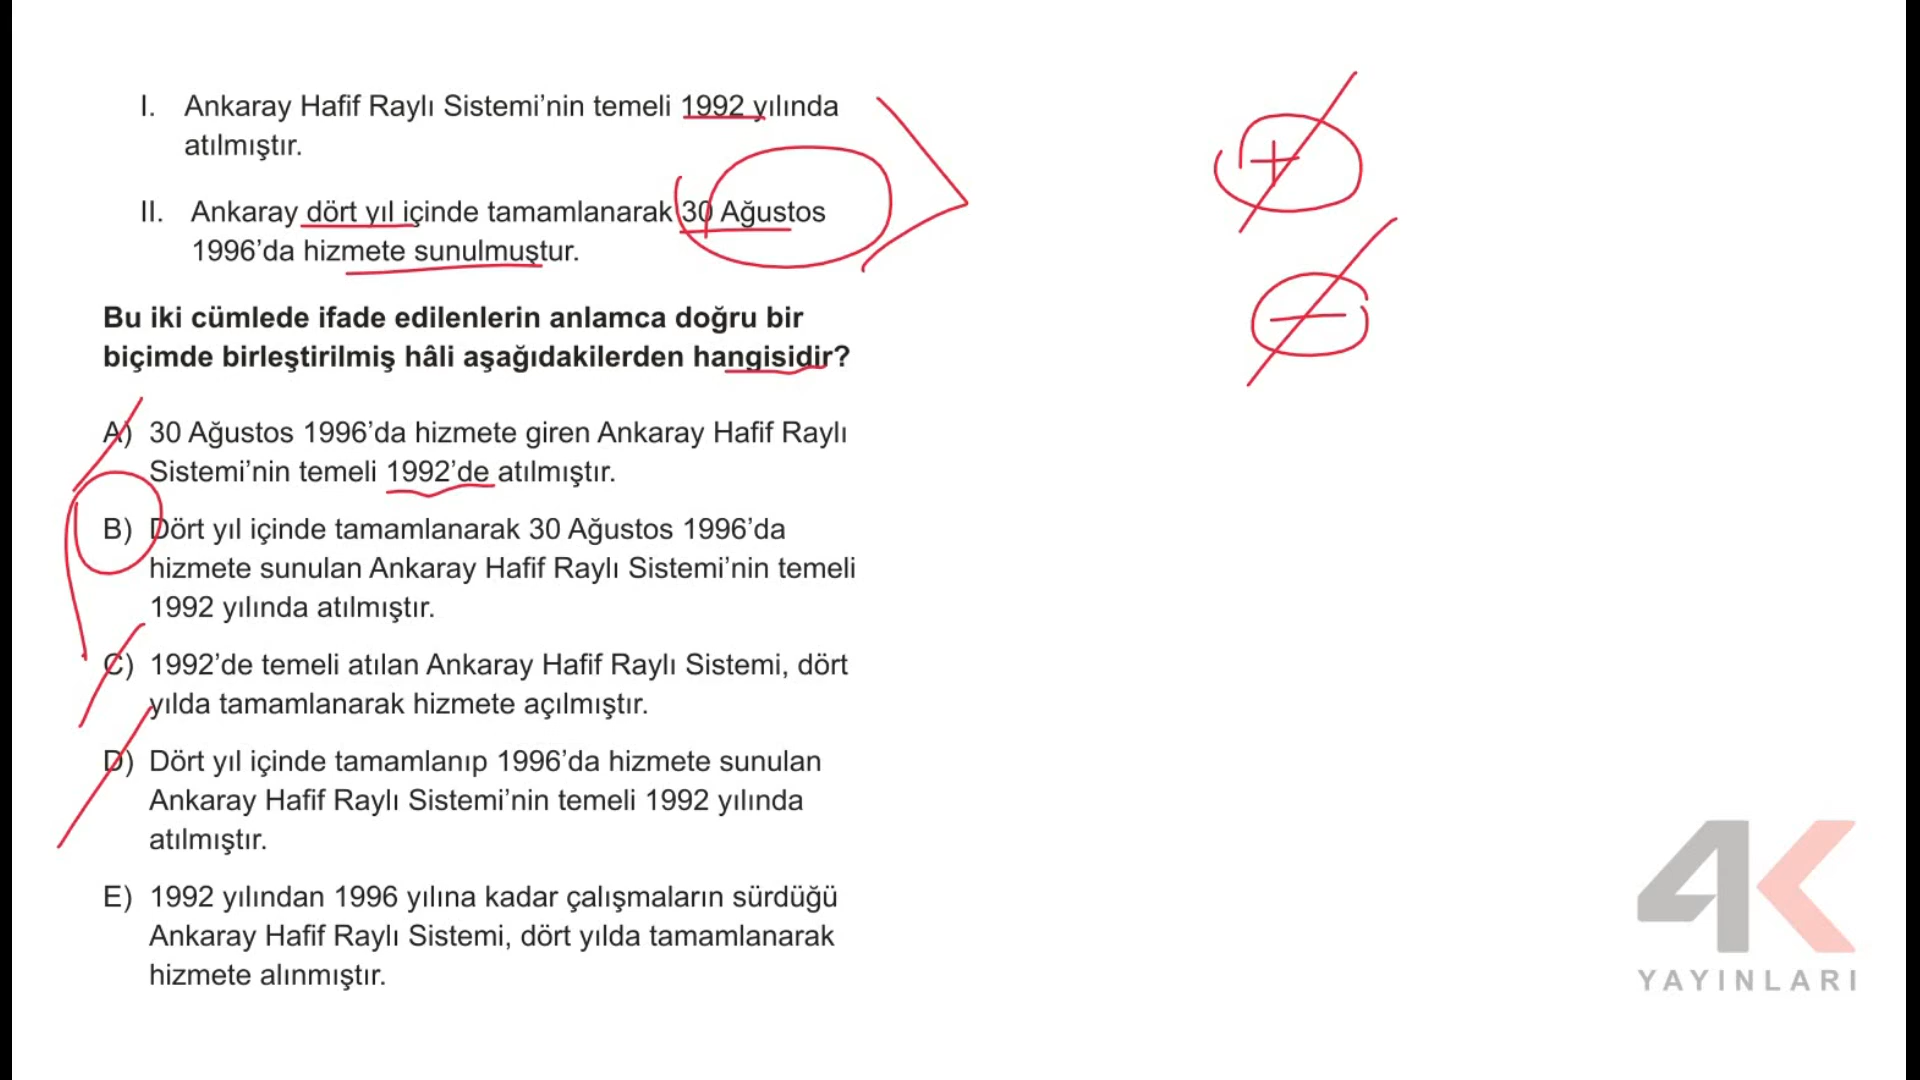 I. Ankaray Hafif Raylı Sistemi’nin temeli 1992 yılında
atılmıştır.
II. Ankaray dört yıl içinde tamamlanarak 30 Ağustos
1996’da hizmete sunulmuştur.
Bu iki cümlede ifade edilenlerin anlamca doğru bir
biçimde birleştirilmiş hâli aşağıdakilerden hangisidir?
A) 30 Ağustos 1996’da hizmete giren Ankaray Hafif Raylı
Sistemi’nin temeli 1992’de atılmıştır.
B) Dört yıl içinde tamamlanarak 30 Ağustos 1996’da
hizmete sunulan Ankaray Hafif Raylı Sistemi’nin temeli
1992 yılında atılmıştır.
C) 1992’de temeli atılan Ankaray Hafif Raylı Sistemi, dört
yılda tamamlanarak hizmete açılmıştır.
D) Dört yıl içinde tamamlanıp 1996’da hizmete sunulan
Ankaray Hafif Raylı Sistemi’nin temeli 1992 yılında
atılmıştır.
E) 1992 yılından 1996 yılına kadar çalışmaların sürdüğü
Ankaray Hafif Raylı Sistemi, dört yılda tamamlanarak
hizmete alınmıştır.
+
−
4K
YAYINLARI